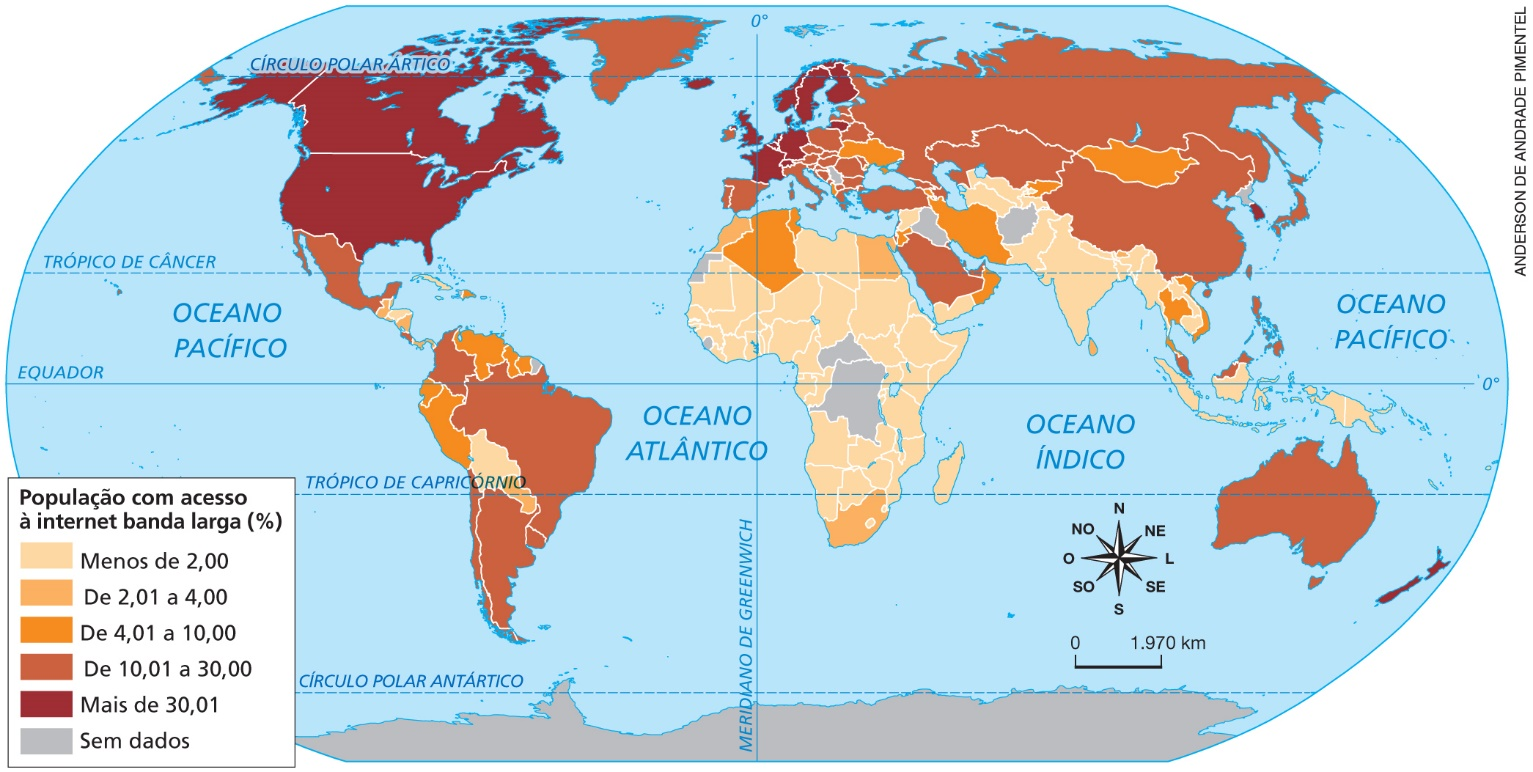 0°
CÍRCULO POLAR ÁRTICO
ANDERSON DE ANDRADE PIMENTEL
TRÓPICO DE CÂNCER
OCEANO
PACÍFICO
OCEANO
PACÍFICO
EQUADOR
0°
OCEANO
ATLÂNTICO
OCEANO
ÍNDICO
TRÓPICO DE CAPRICÓRNIO
MERIDIANO DE GREENWICH
N
NO
NE
O
L
SO
SE
S
0 1.970 km
CÍRCULO POLAR ANTÁRTICO
População com acesso
à internet banda larga (%)
Menos de 2,00
De 2,01 a 4,00
De 4,01 a 10,00
De 10,01 a 30,00
Mais de 30,01
Sem dados